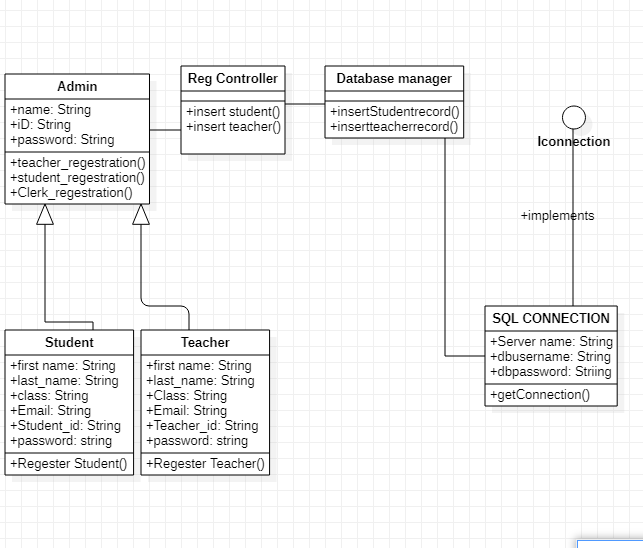 Admin
+name: String
+iD: String
+password: String
+teacher_regestration()
+student_regestration()
+Clerk_regestration()
Reg Controller
+insert student()
+insert teacher()
Database manager
+insertStudentrecord()
+insertteacherrecord()
Iconnection
+implements
SQL CONNECTION
+Server name: String
+dbusername: String
+dbpassword: Striing
+getConnection()
Student
+first name: String
+last_name: String
+class: String
+Email: String
+Student_id: String
+password: string
+Regester Student()
Teacher
+first name: String
+last_name: String
+Class: String
+Email: String
+Teacher_id: String
+password: string
+Regester Teacher()